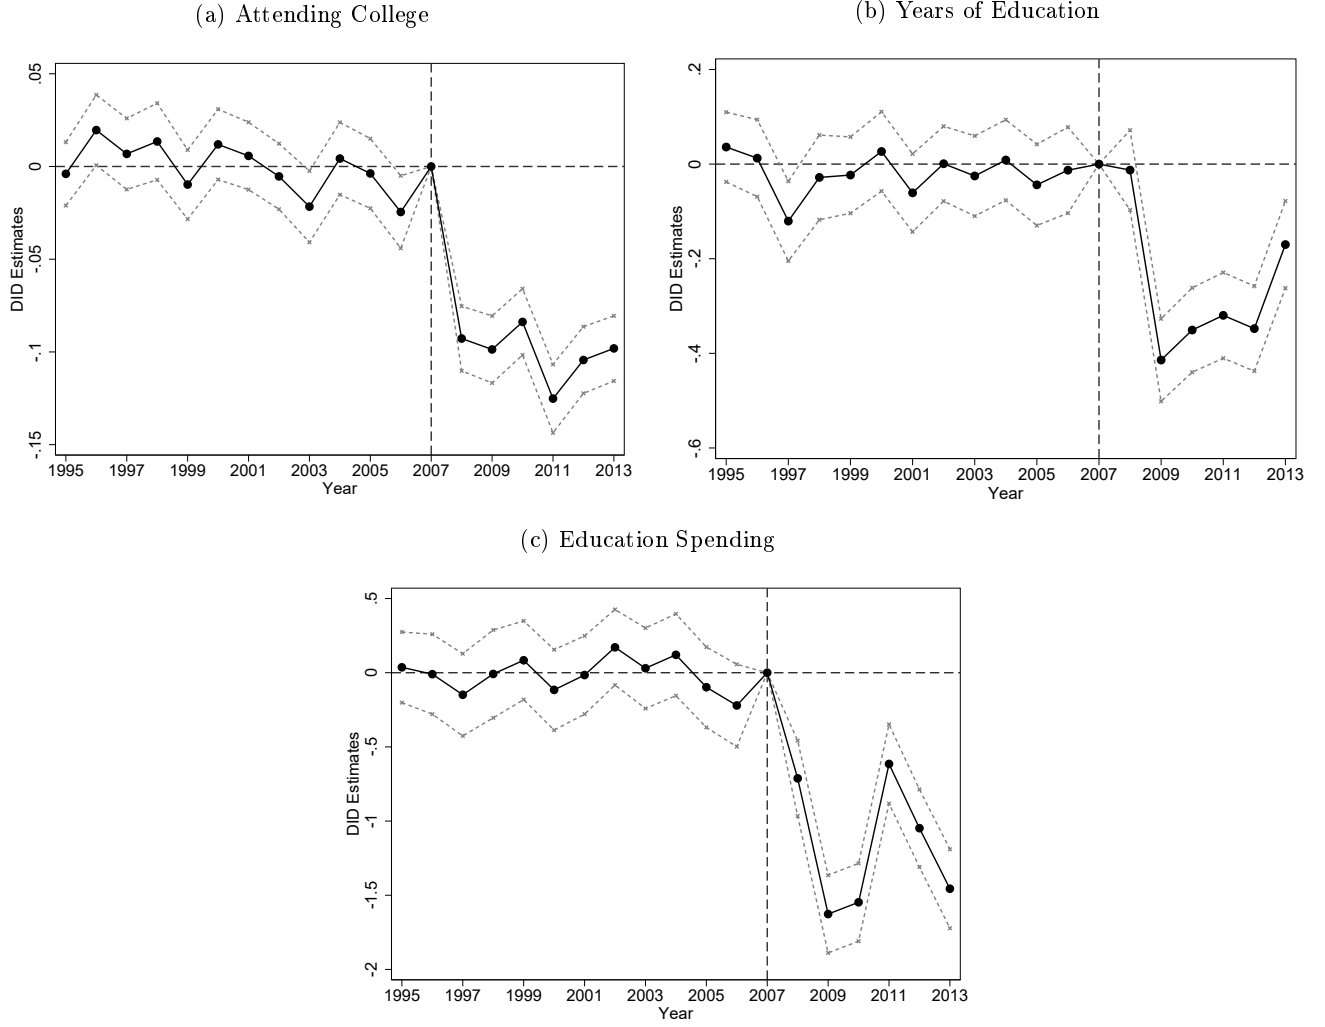 (a) Attending College
DID Estimates
.05
0
-.05
-.1
-.15
1995 1997 1999 2001 2003 2005 2007 2009 2011 2013
Year
(b) Years of Education
DID Estimates
.2
0
-.2
-.4
-.6
1995 1997 1999 2001 2003 2005 2007 2009 2011 2013
Year
(c) Education Spending
DID Estimates
.5
0
-.5
-1
-1.5
-2
1995 1997 1999 2001 2003 2005 2007 2009 2011 2013
Year